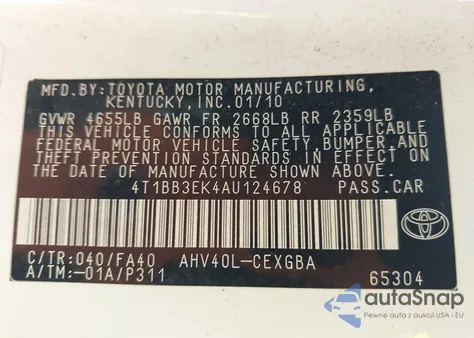 MFD.BY:TOYOTA MOTOR MANUFACTURING,
KENTUCKY,INC.01/10
GVWR 4655LB GAWR FR 2668LB RR 2359LB
THIS VEHICLE CONFORMS TO ALL APPLICABLE
FEDERAL MOTOR VEHICLE SAFETY, BUMPER,
AND THEFT PREVENTION STANDARDS IN EFFECT
ON THE DATE OF MANUFACTURE SHOWN ABOVE.
4T1BB3EK4AU124678 PASS.CAR
C/TR:040/FA40 AHV40L-CEXGBA
A/TM:-01A/P311 65304
TOYOTA
autoSnap
Pewne auta z aukcji USA i EU